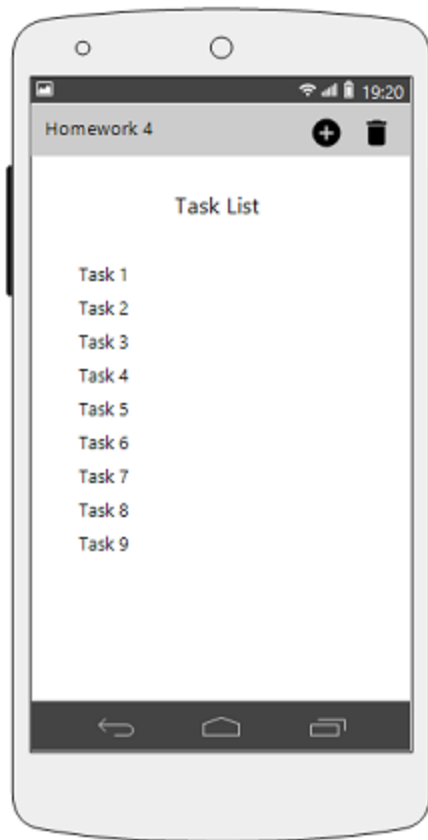 19:20
Homework 4
Task List
Task 1
Task 2
Task 3
Task 4
Task 5
Task 6
Task 7
Task 8
Task 9